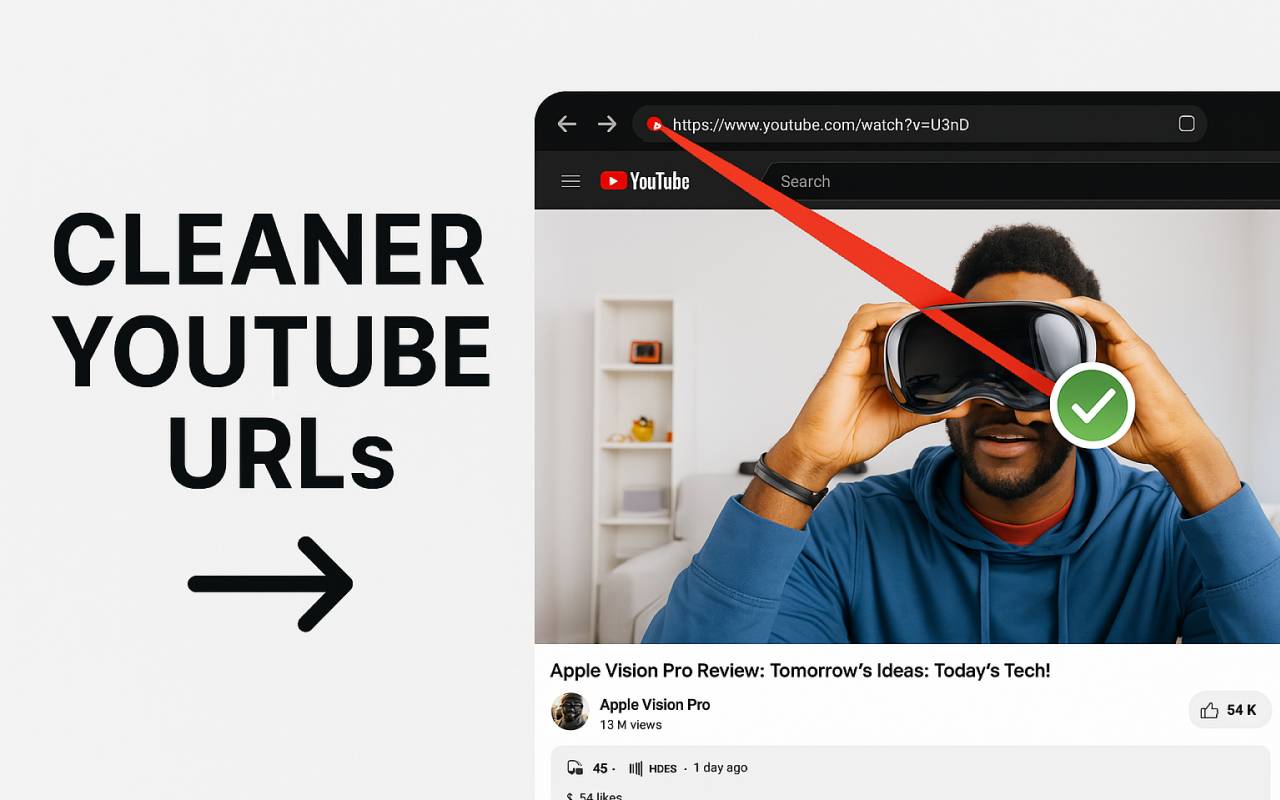 CLEANER
YOUTUBE
URLs
https://www.youtube.com/watch?v=U3nD
YouTube
Search
Apple Vision Pro Review: Tomorrow's Ideas: Today's Tech!
Apple Vision Pro
13 M views
54 K
45 · HDES · 1 day ago
$ 54 likes